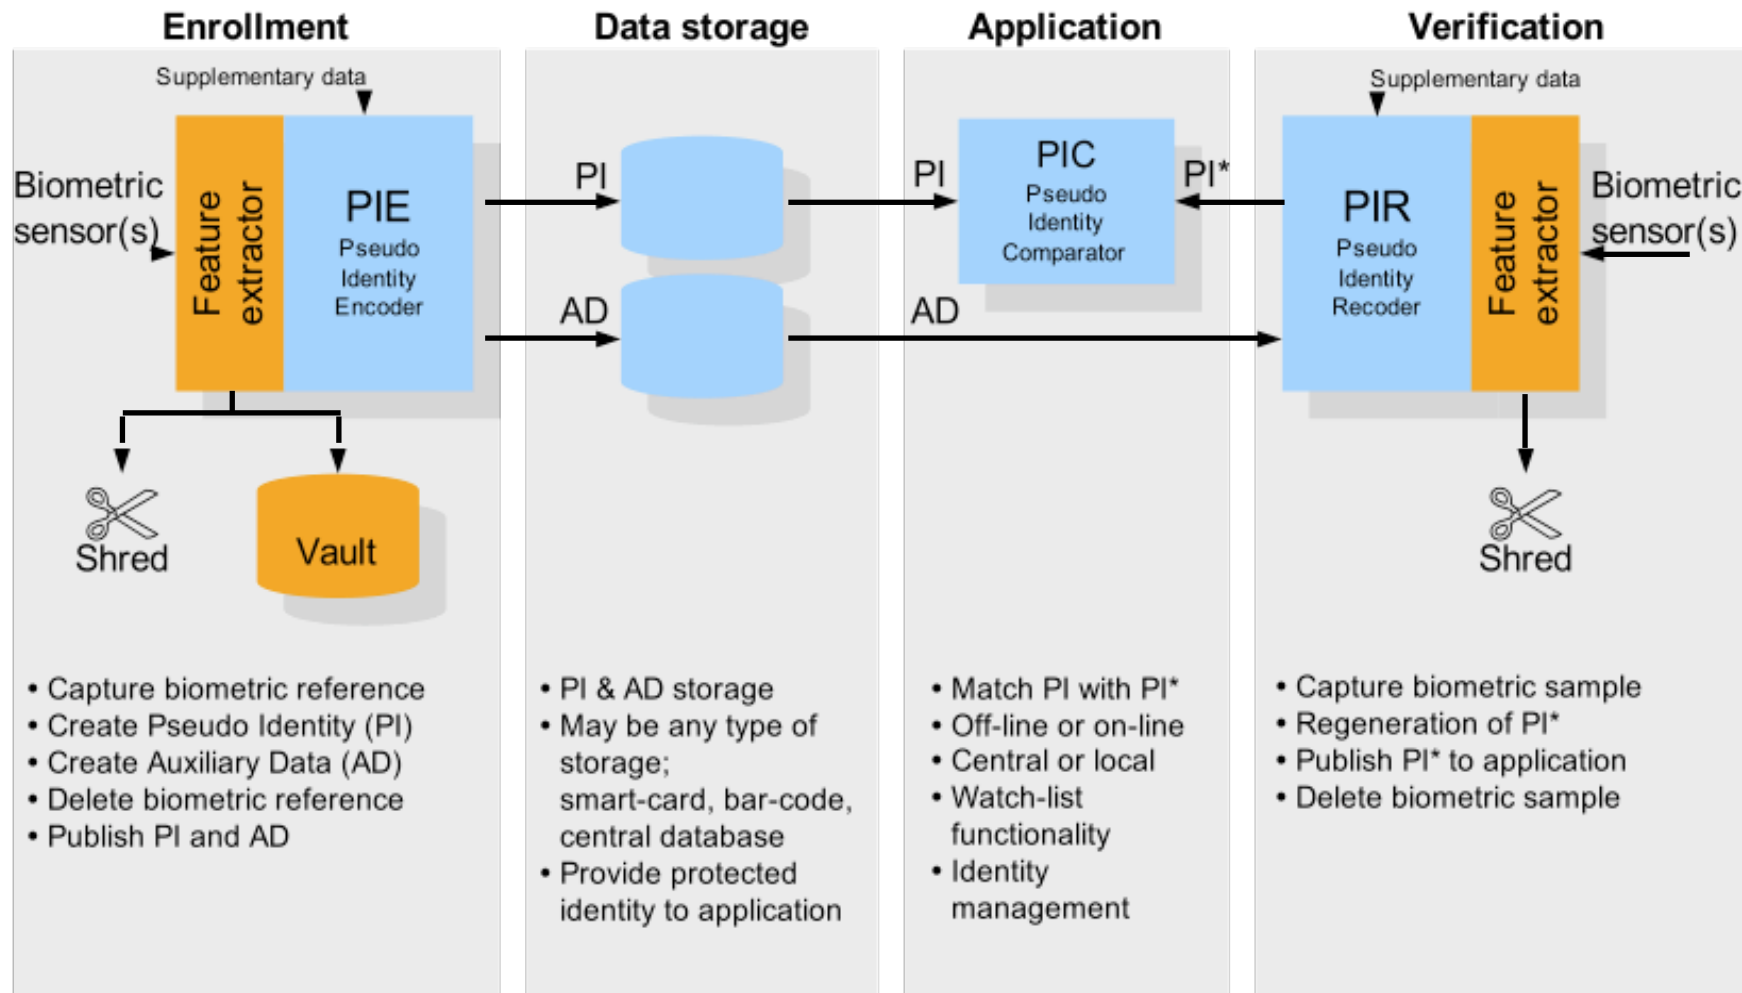 Enrollment
Supplementary data
Biometric
sensor(s)
Feature
extractor
PIE
Pseudo
Identity
Encoder
Shred
Vault
• Capture biometric reference
• Create Pseudo Identity (PI)
• Create Auxiliary Data (AD)
• Delete biometric reference
• Publish PI and AD
Data storage
PI
AD
• PI & AD storage
• May be any type of
storage;
smart-card, bar-code,
central database
• Provide protected
identity to application
Application
PI
PIC
Pseudo
Identity
Comparator
PI*
AD
• Match PI with PI*
• Off-line or on-line
• Central or local
• Watch-list
functionality
• Identity
management
Verification
Supplementary data
PIR
Pseudo
Identity
Recoder
Feature
extractor
Biometric
sensor(s)
Shred
• Capture biometric sample
• Regeneration of PI*
• Publish PI* to application
• Delete biometric sample